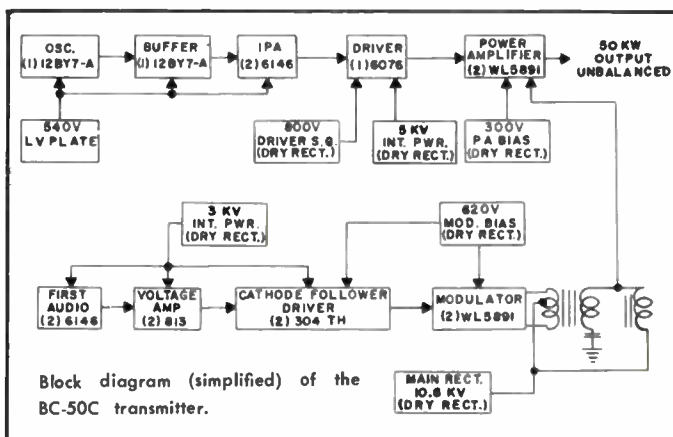 OSC.
(1)12BY7-A
BUFFER
(1)12BY7-A
IPA
(2)6146
DRIVER
(1)6076
POWER
AMPLIFIER
(2)WL5891
50 KW
OUTPUT
UNBALANCED
540V
LV PLATE
800V
DRIVER S.G.
(DRY RECT.)
5 KV
INT. PWR.
(DRY RECT.)
300V
PA BIAS
(DRY RECT.)
3 KV
INT. PWR.
(DRY RECT.)
620V
MOD. BIAS
(DRY RECT.)
FIRST
AUDIO
(2)6146
VOLTAGE
AMP
(2)813
CATHODE FOLLOWER
DRIVER
(2) 304 TH
MODULATOR
(2)WL5891
MAIN RECT.
10.8 KV
(DRY RECT.)
Block diagram (simplified) of the
BC-50C transmitter.